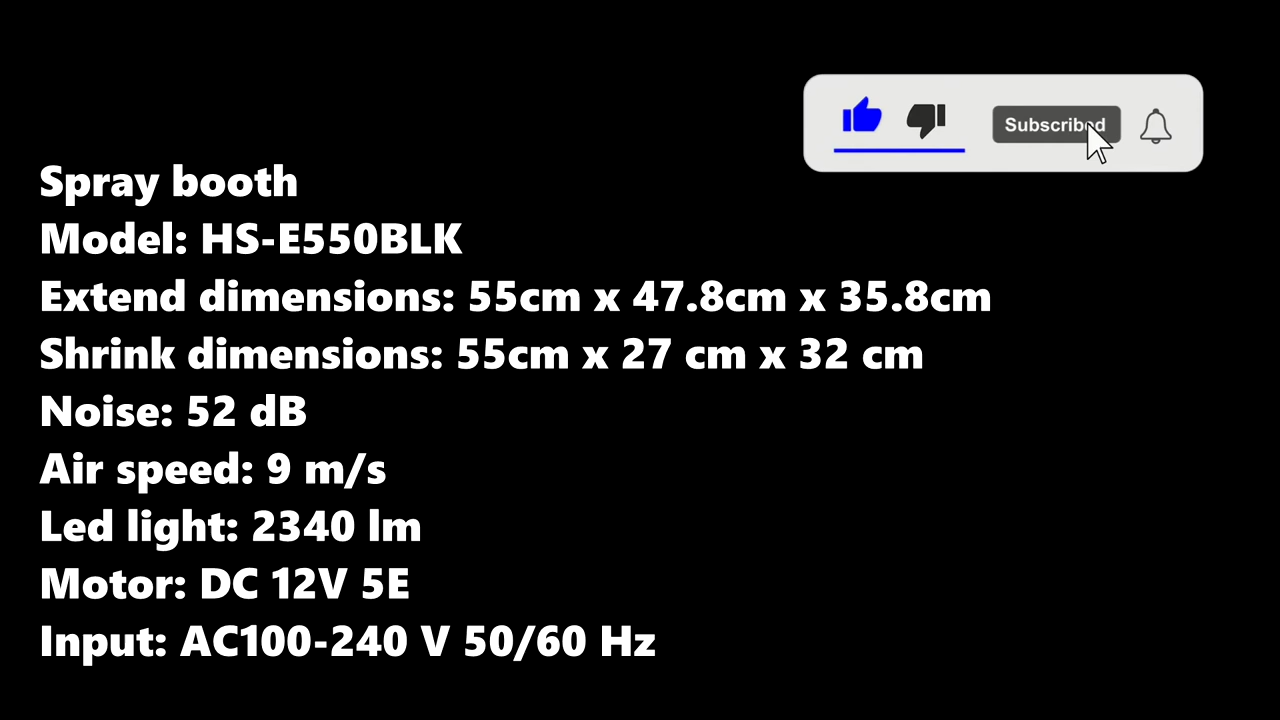 Subscribed
Spray booth
Model: HS-E550BLK
Extend dimensions: 55cm x 47.8cm x 35.8cm
Shrink dimensions: 55cm x 27 cm x 32 cm
Noise: 52 dB
Air speed: 9 m/s
Led light: 2340 lm
Motor: DC 12V 5E
Input: AC100-240 V 50/60 Hz